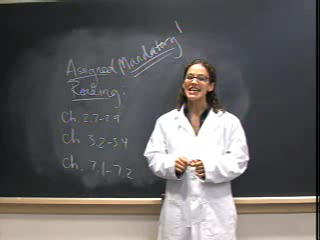 Assigned Mandatory!
Reading.
Ch 2.7-2.9
Ch 3.2-3.4
Ch. 7.1-7.2